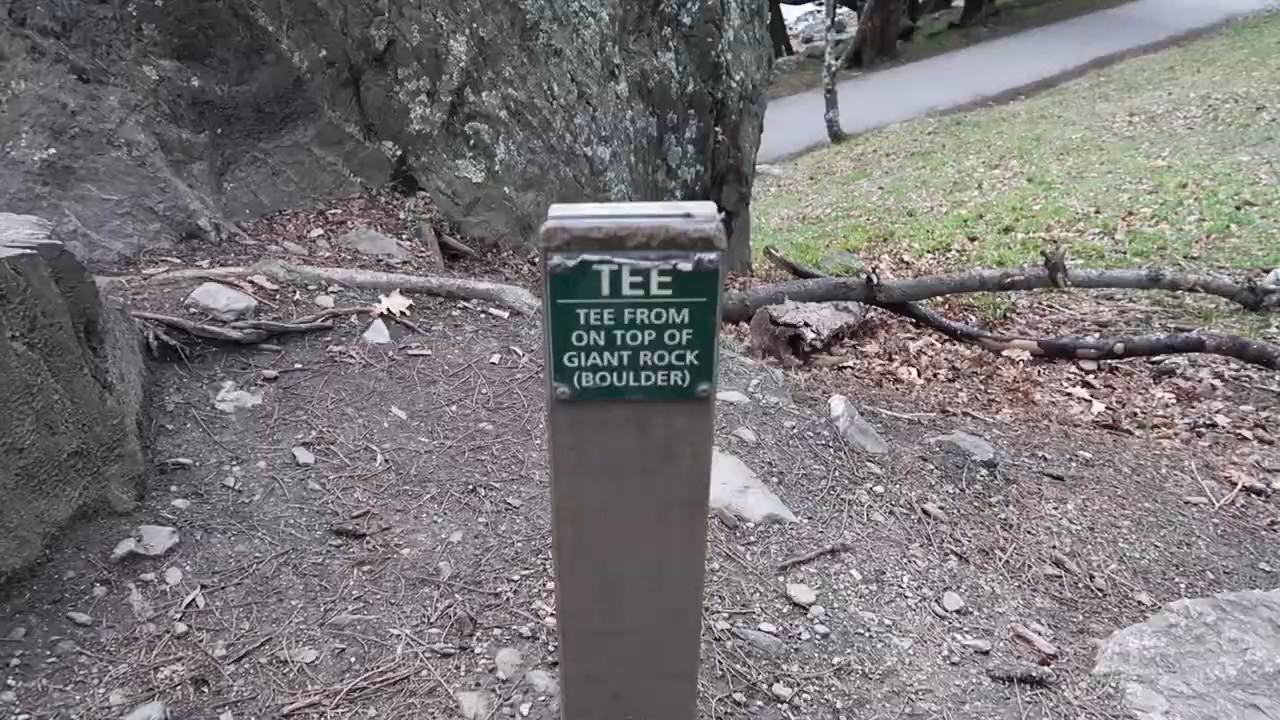 TEE
TEE FROM
ON TOP OF
GIANT ROCK
(BOULDER)